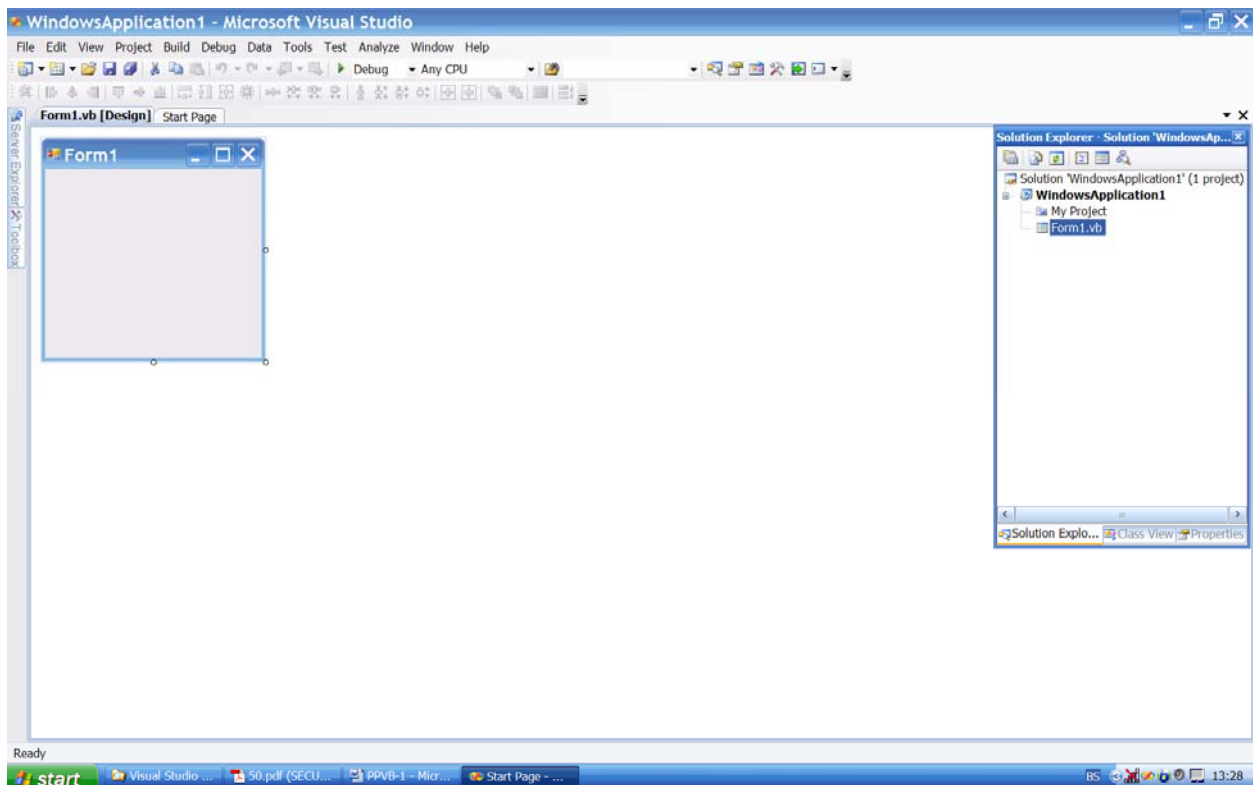 WindowsApplication1 - Microsoft Visual Studio
File Edit View Project Build Debug Data Tools Test Analyze Window Help
Debug Any CPU
Form1.vb [Design] Start Page
Server Explorer Toolbox
Form1
Solution Explorer - Solution 'WindowsAp...
Solution 'WindowsApplication1' (1 project)
WindowsApplication1
My Project
Form1.vb
Solution Explo... Class View Properties
Ready
start Visual Studio ... 50.pdf (SECU... PPVB-1 - Micr... Start Page - ... BS 13:28